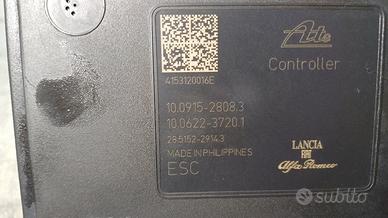 Ate
Controller
4153120016E
10.0915-2808.3
10.0622-3720.1
28.5152-2914.3
MADE IN PHILIPPINES
ESC
LANCIA
FIAT
Alfa Romeo
subito